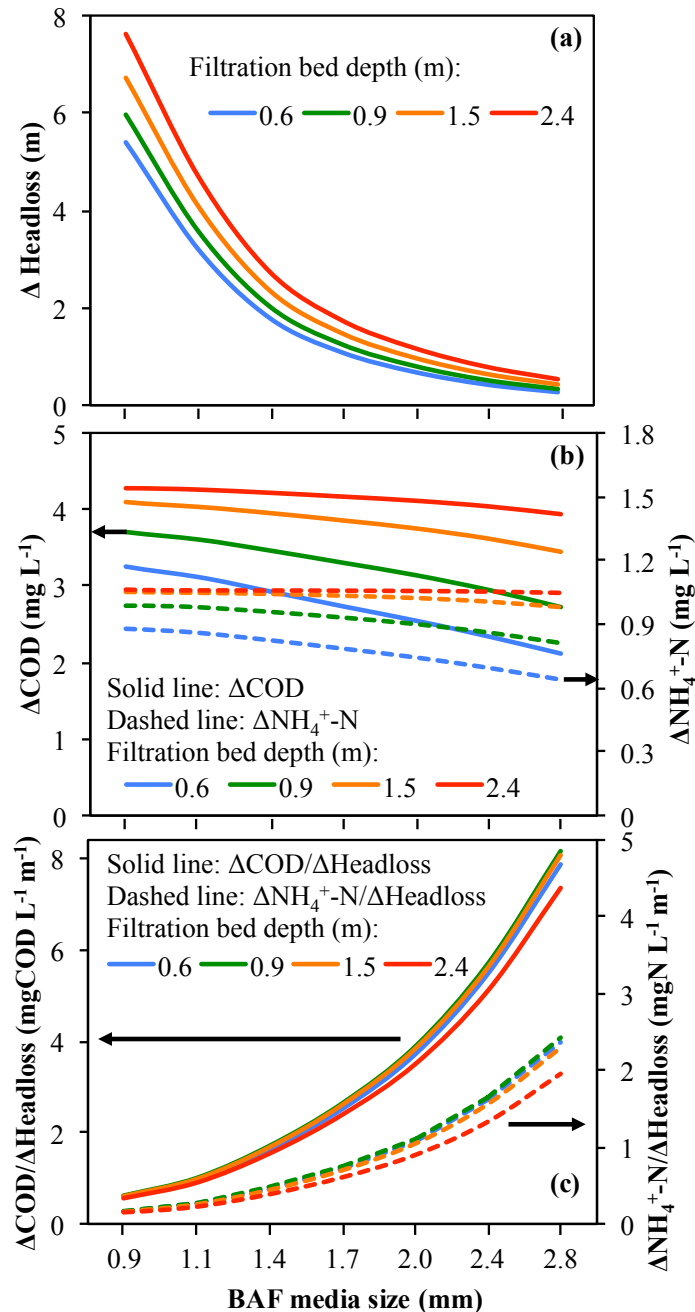 8
(a)
Filtration bed depth (m):
0.6 0.9 1.5 2.4
6
4
2
0
Δ Headloss (m)
5 1.8
(b)
4 1.5
1.2
3
0.9
2
0.6
1
0.3
0 0
ΔCOD (mg L⁻¹)
ΔNH₄⁺-N (mg L⁻¹)
Solid line: ΔCOD
Dashed line: ΔNH₄⁺-N
Filtration bed depth (m):
0.6 0.9 1.5 2.4
8 5
Solid line: ΔCOD/ΔHeadloss
Dashed line: ΔNH₄⁺-N/ΔHeadloss
Filtration bed depth (m):
0.6 0.9 1.5 2.4
4
6
3
4
2
2
1
(c)
0 0
ΔCOD/ΔHeadloss (mgCOD L⁻¹ m⁻¹)
ΔNH₄⁺-N/ΔHeadloss (mgN L⁻¹ m⁻¹)
0.9 1.1 1.4 1.7 2.0 2.4 2.8
BAF media size (mm)